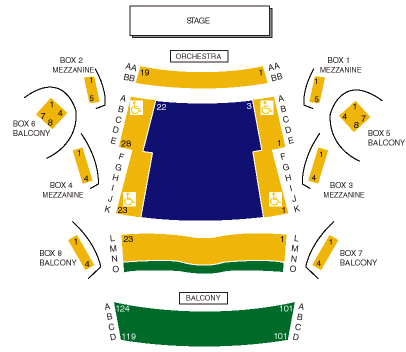 STAGE
ORCHESTRA
AA 19 1 AA
BB BB
BOX 2
MEZZANINE
1
5
BOX 1
MEZZANINE
1
5
A 22 3 A
B B
C C
D D
E 28 1 E
F F
G G
H H
I I
J J
K 23 1 K
BOX 6
BALCONY
1
4
7
8
BOX 5
BALCONY
1
4
7
8
BOX 4
MEZZANINE
1
4
BOX 3
MEZZANINE
1
4
L 23 1 L
M M
N N
O O
BOX 8
BALCONY
1
4
BOX 7
BALCONY
1
4
BALCONY
A 124 101 A
B B
C C
D 119 101 D